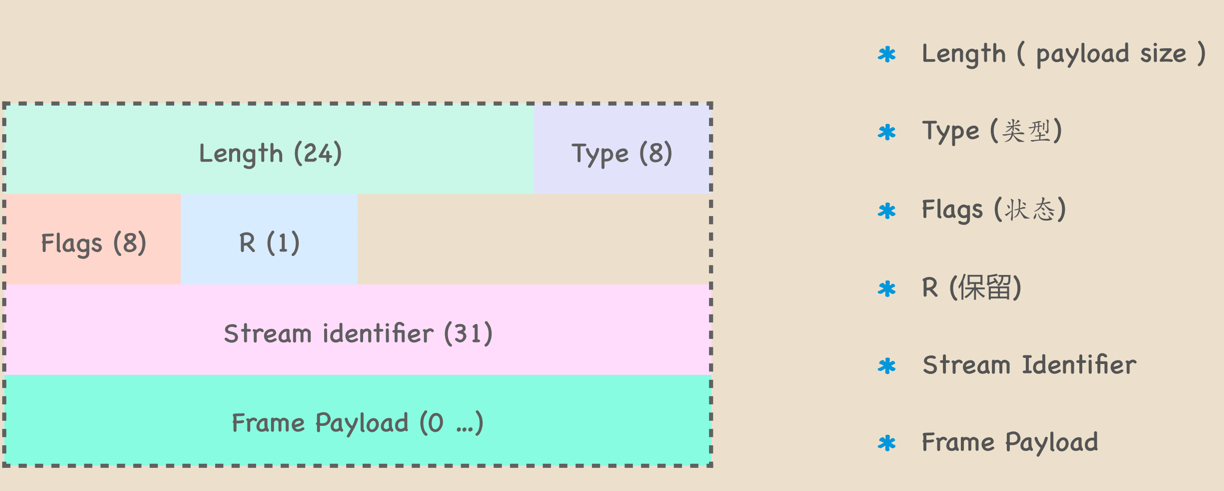 Length (24)
Type (8)
Flags (8)
R (1)
Stream identifier (31)
Frame Payload (0 ...)
* Length ( payload size )
* Type (类型)
* Flags (状态)
* R (保留)
* Stream Identifier
* Frame Payload